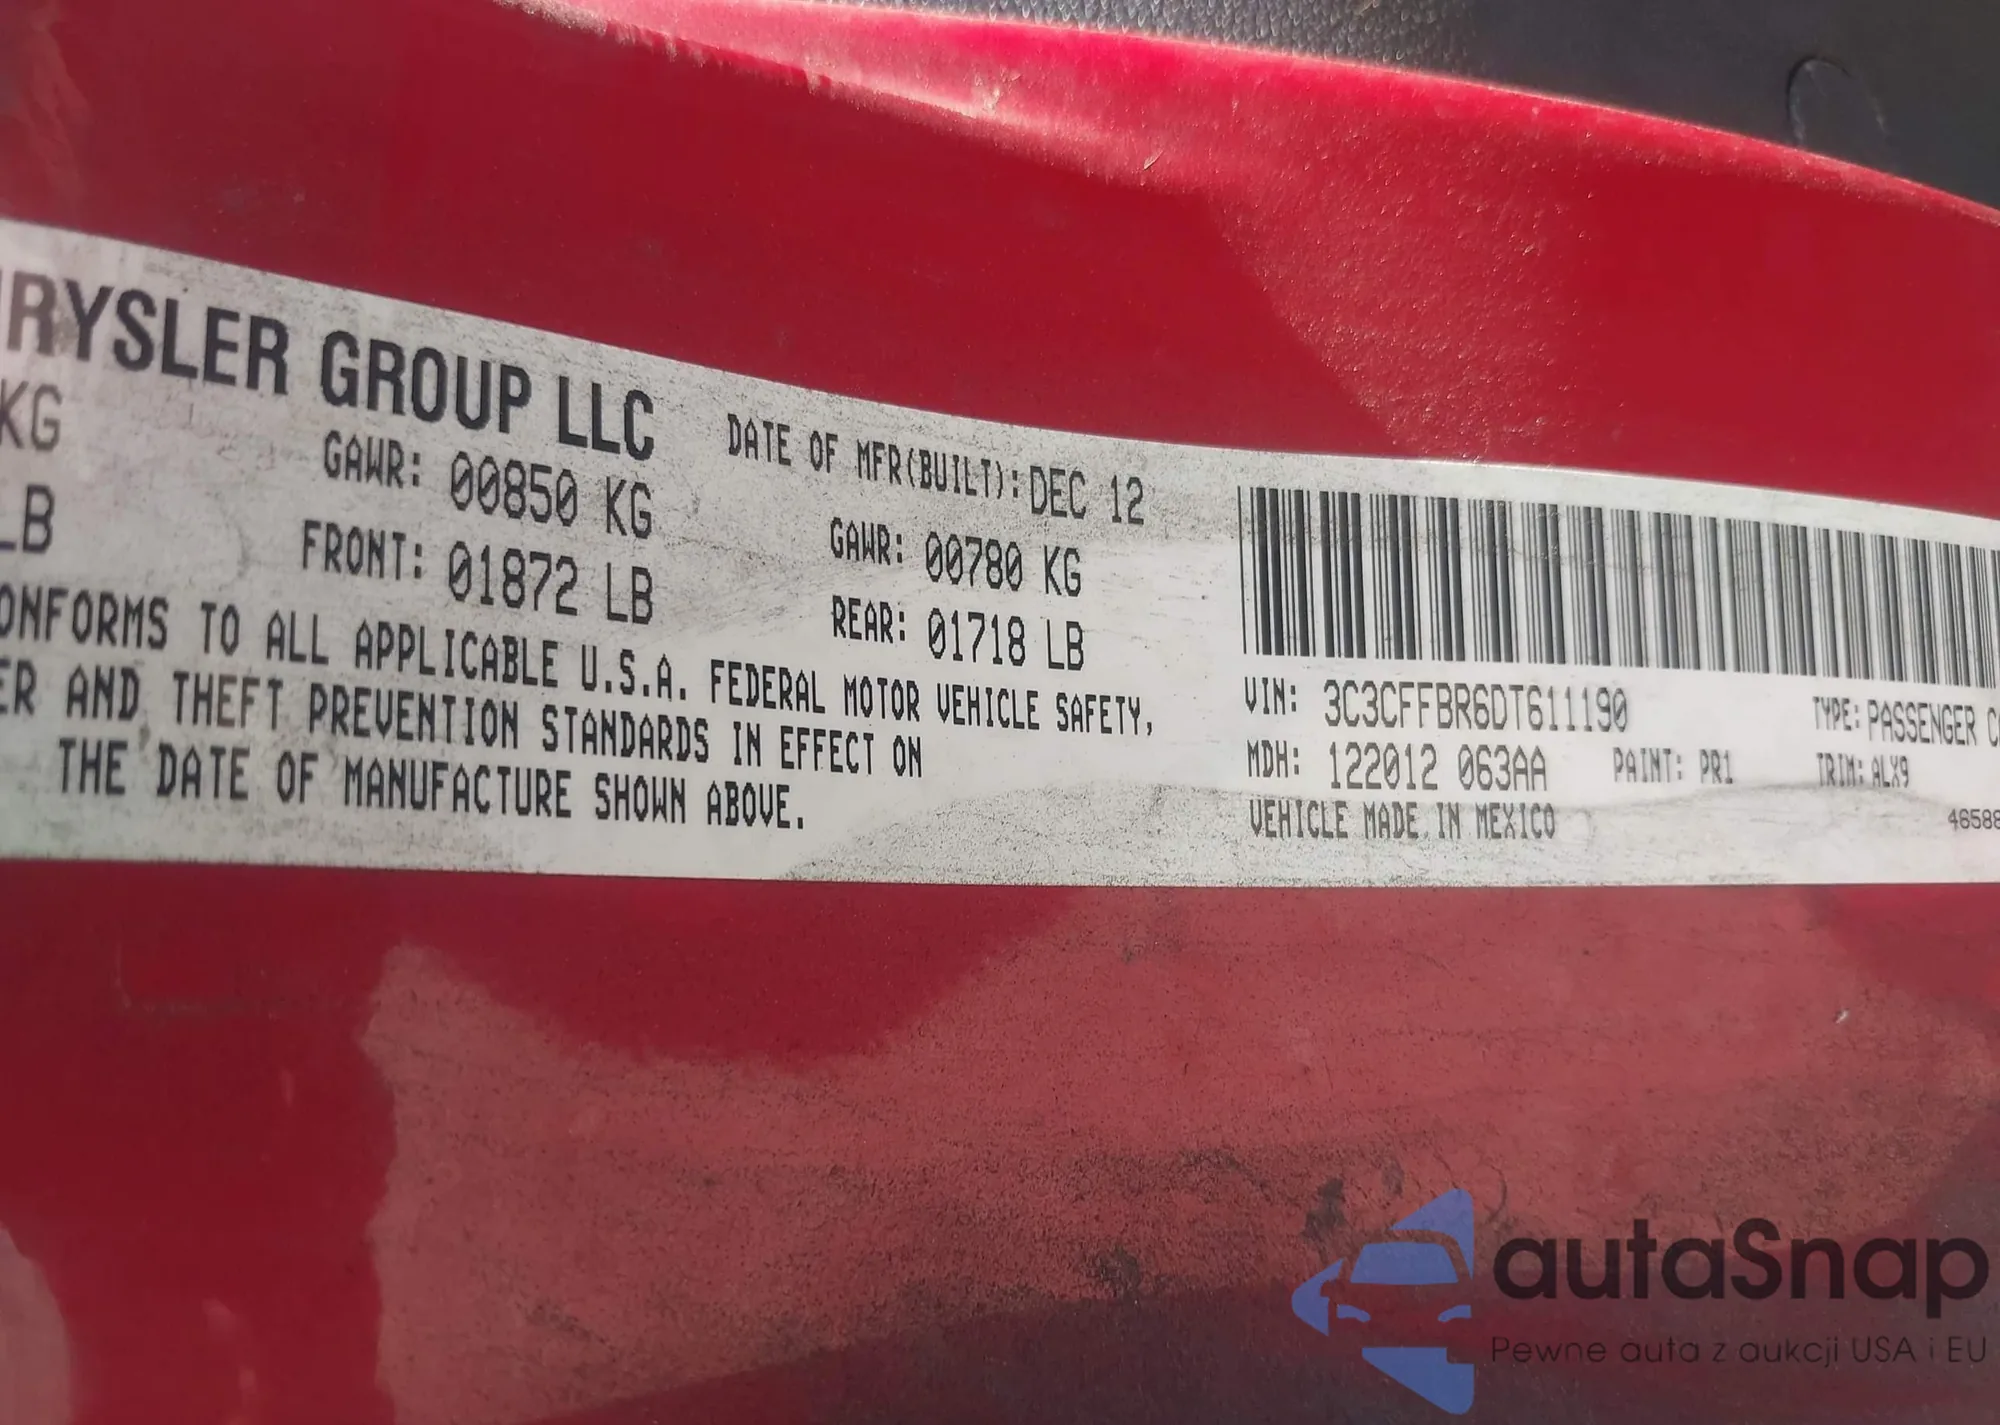 RYSLER GROUP LLC
DATE OF MFR(BUILT): DEC 12
KG
GAWR: 00850 KG
GAWR: 00780 KG
LB
FRONT: 01872 LB
REAR: 01718 LB
ONFORMS TO ALL APPLICABLE U.S.A. FEDERAL MOTOR VEHICLE SAFETY,
ER AND THEFT PREVENTION STANDARDS IN EFFECT ON
THE DATE OF MANUFACTURE SHOWN ABOVE.
VIN: 3C3CFFBR6DT611190
TYPE: PASSENGER C
MDH: 122012 063AA
PAINT: PR1
TRIM: ALX9
VEHICLE MADE IN MEXICO
46588
autaSnap
Pewne auta z aukcji USA i EU